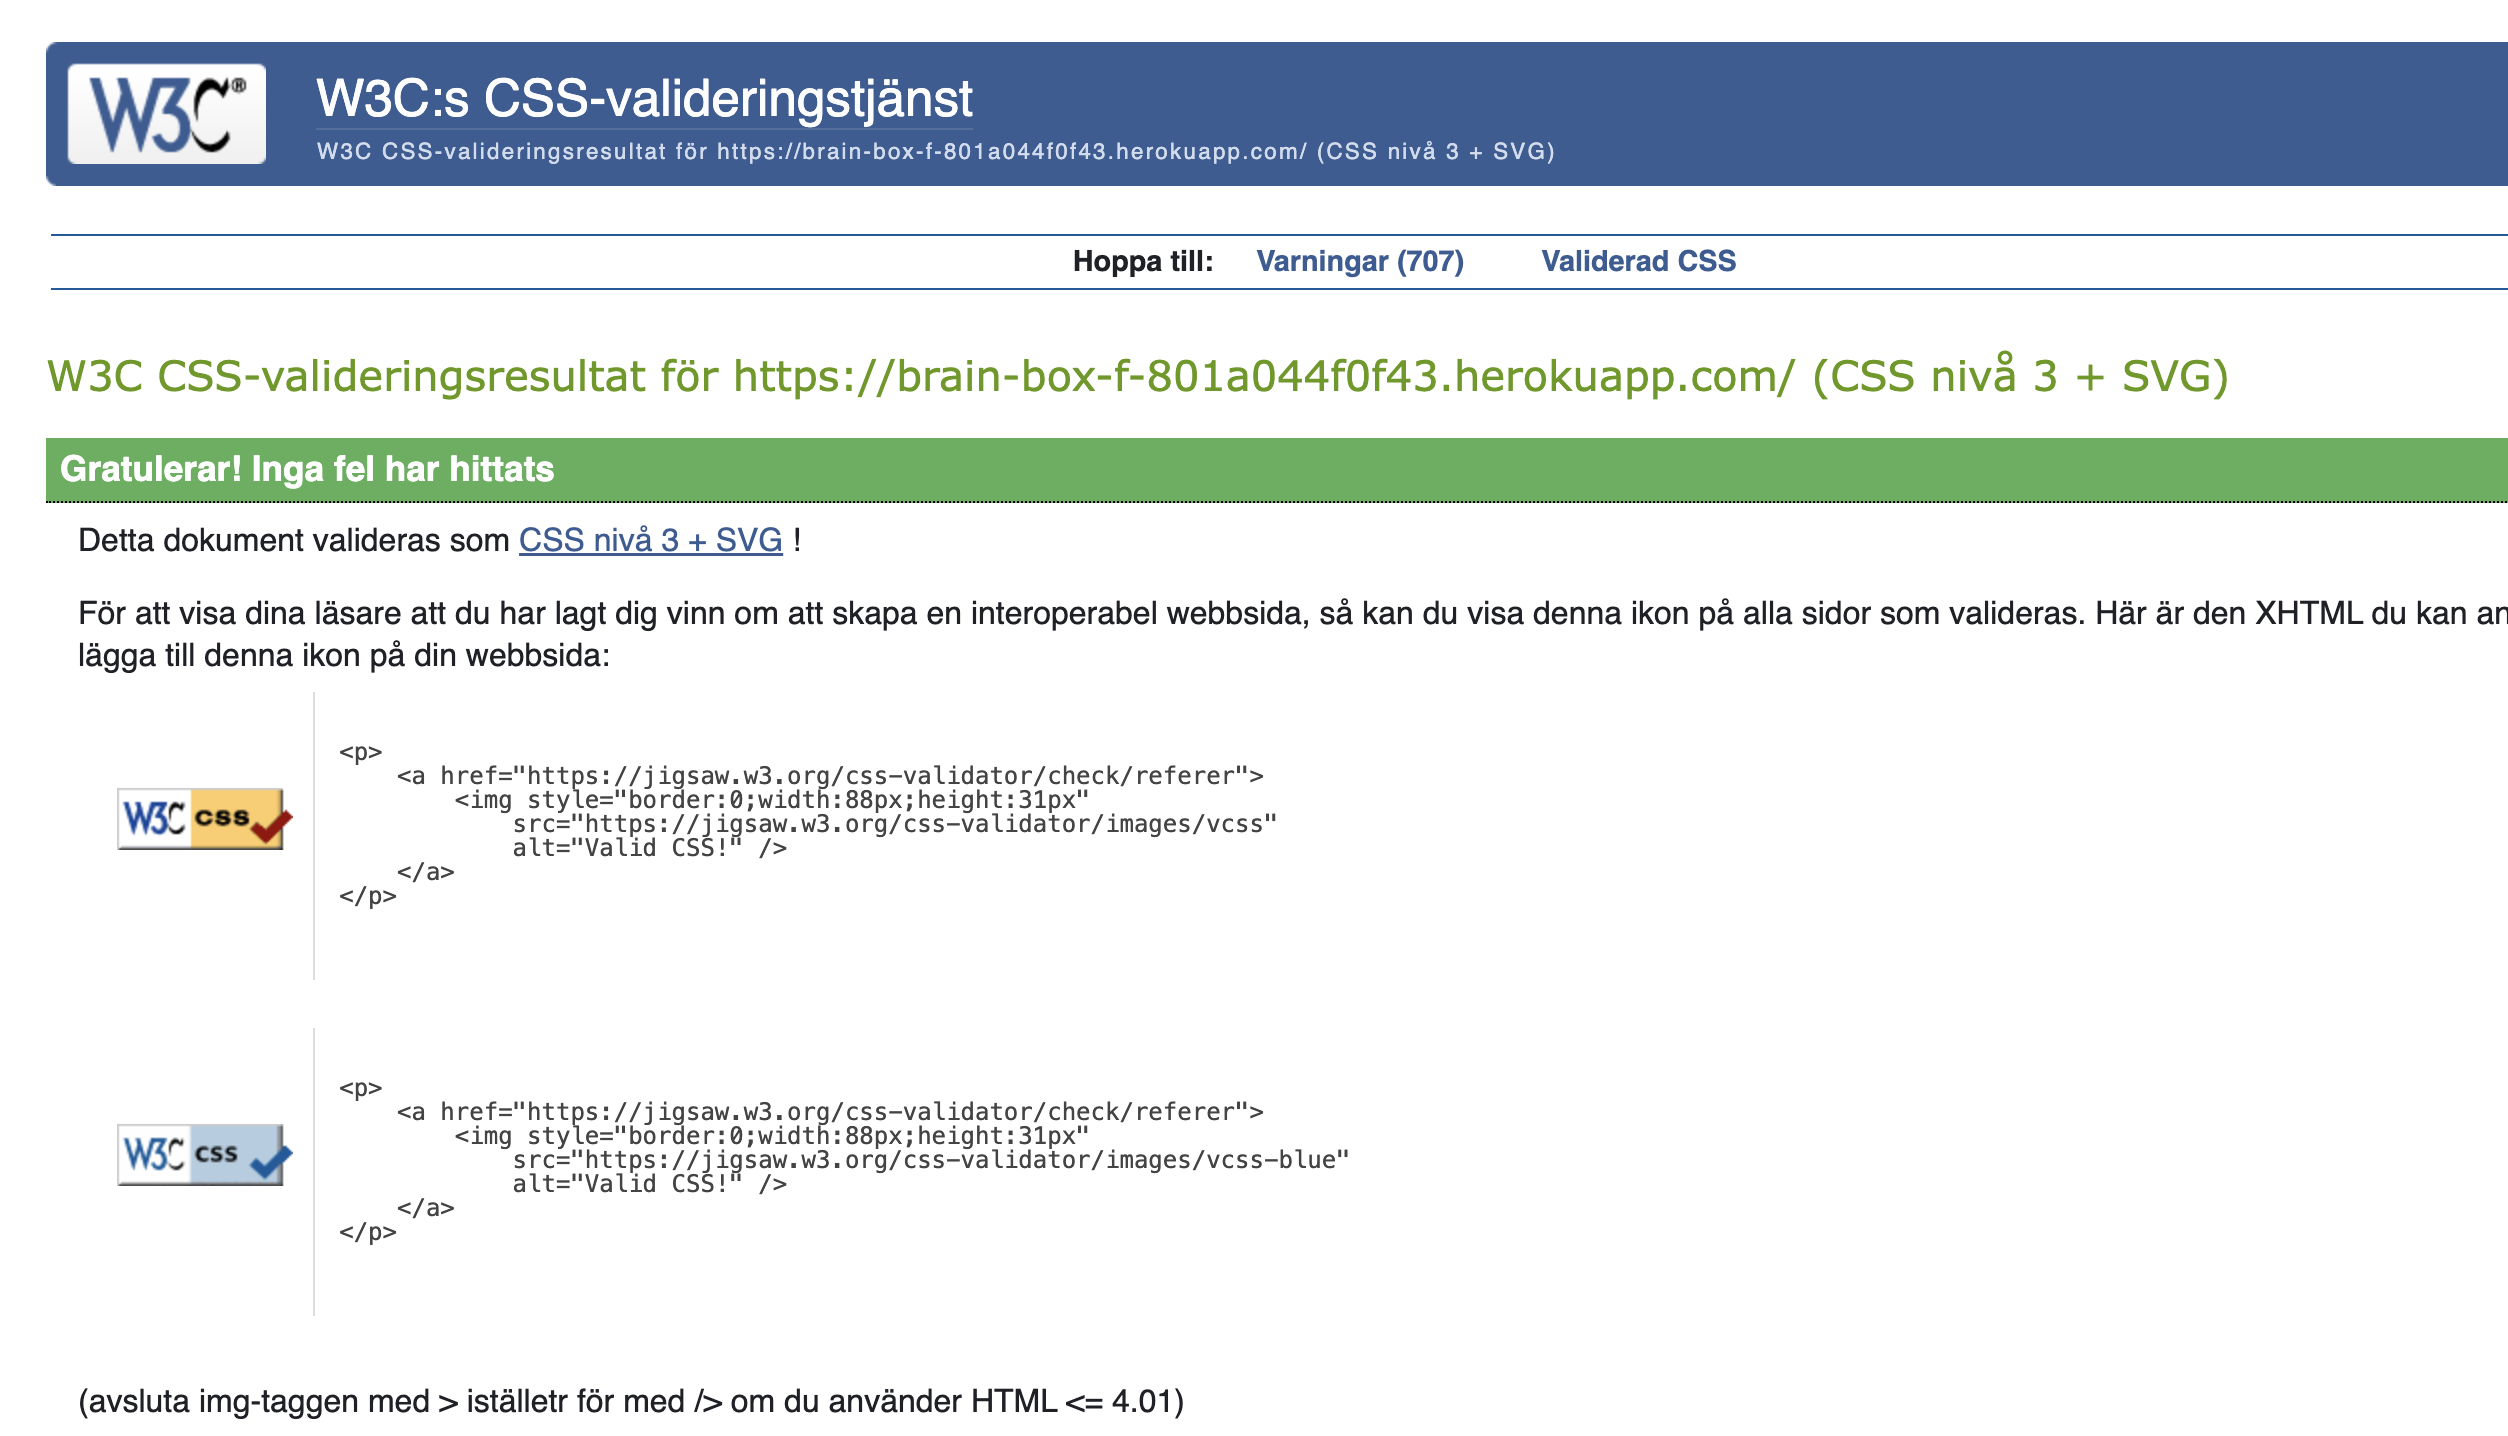 W3C®
W3C:s CSS-valideringstjänst
W3C CSS-valideringsresultat för https://brain-box-f-801a044f0f43.herokuapp.com/ (CSS nivå 3 + SVG)
Hoppa till: Varningar (707) Validerad CSS
W3C CSS-valideringsresultat för https://brain-box-f-801a044f0f43.herokuapp.com/ (CSS nivå 3 + SVG)
Gratulerar! Inga fel har hittats
Detta dokument valideras som CSS nivå 3 + SVG !
För att visa dina läsare att du har lagt dig vinn om att skapa en interoperabel webbsida, så kan du visa denna ikon på alla sidor som valideras. Här är den XHTML du kan
lägga till denna ikon på din webbsida:
W3C css
<p>
<a href="https://jigsaw.w3.org/css-validator/check/referer">
<img style="border:0;width:88px;height:31px"
src="https://jigsaw.w3.org/css-validator/images/vcss"
alt="Valid CSS!" />
</a>
</p>
W3C css
<p>
<a href="https://jigsaw.w3.org/css-validator/check/referer">
<img style="border:0;width:88px;height:31px"
src="https://jigsaw.w3.org/css-validator/images/vcss-blue"
alt="Valid CSS!" />
</a>
</p>
(avsluta img-taggen med > iställetr för med /> om du använder HTML <= 4.01)